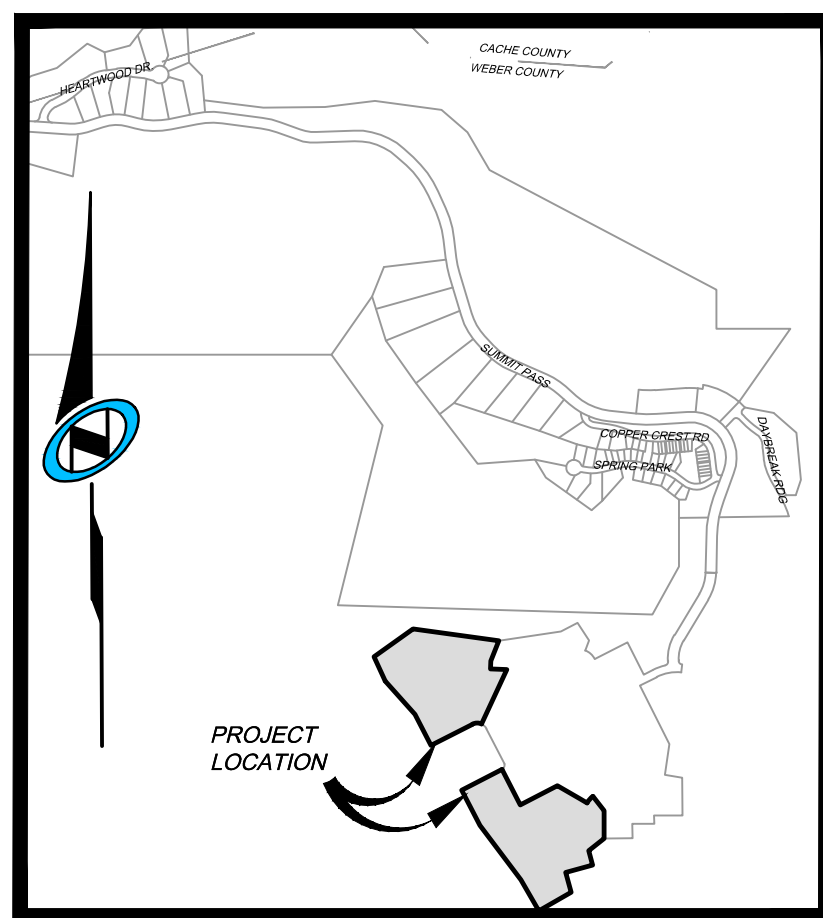 CACHE COUNTY
WEBER COUNTY
HEARTWOOD DR.
SUMMIT PASS
COPPER CREST RD
DAYBREAK RDG
SPRING PARK
PROJECT
LOCATION